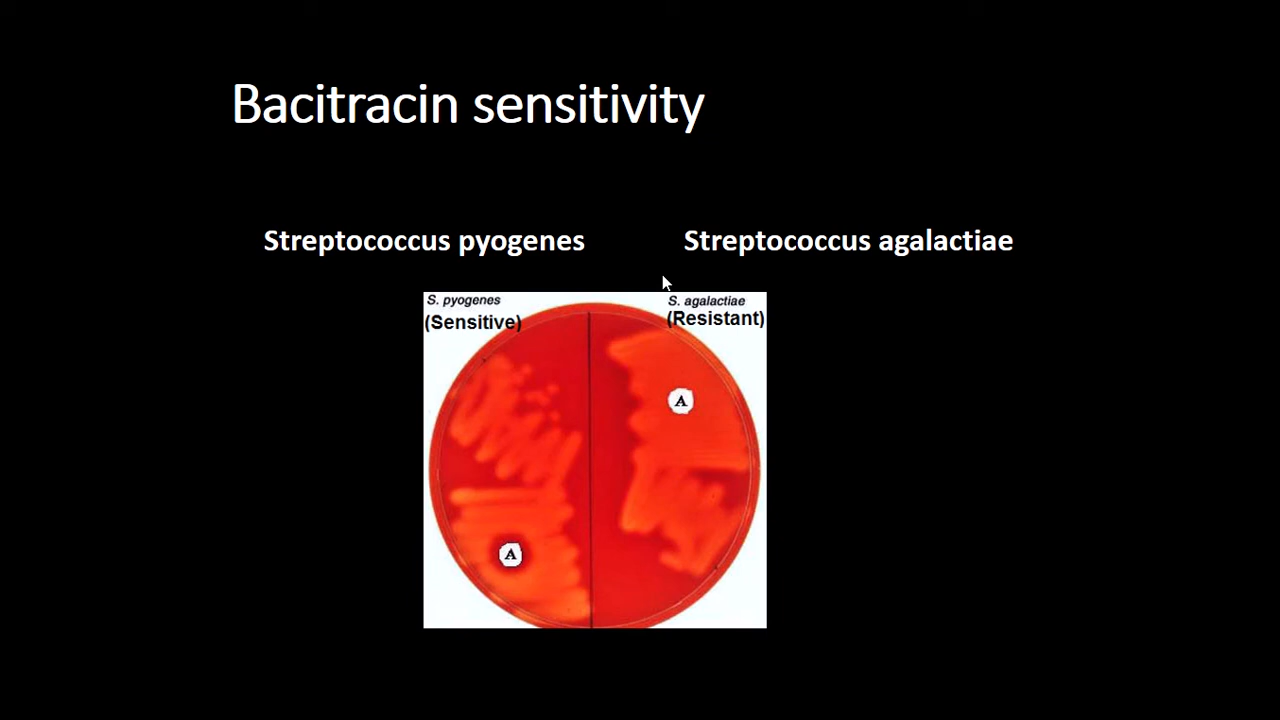 Bacitracin sensitivity
Streptococcus pyogenes
Streptococcus agalactiae
S. pyogenes
(Sensitive)
S. agalactiae
(Resistant)
A
A